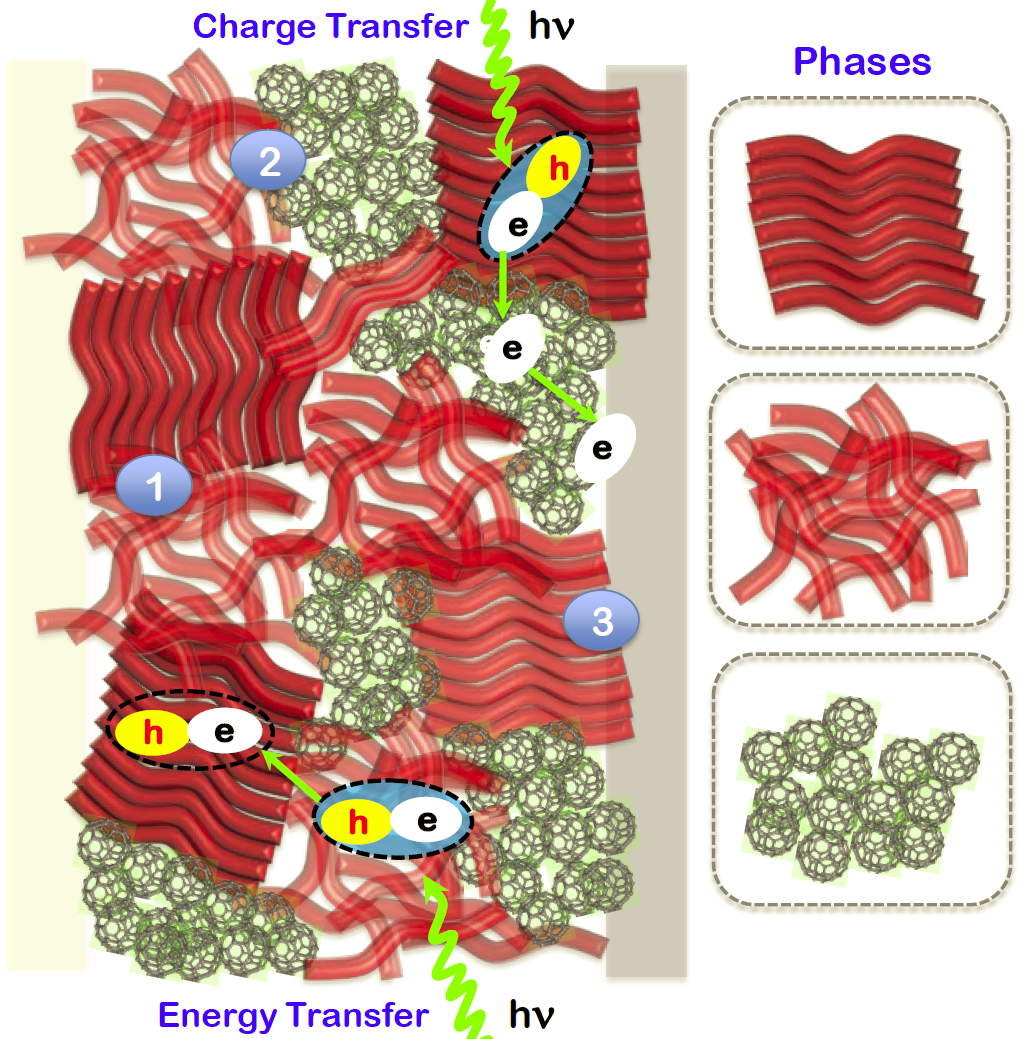 Charge Transfer
hν
Phases
2
h
e
e
e
1
3
h
e
h
e
Energy Transfer
hν